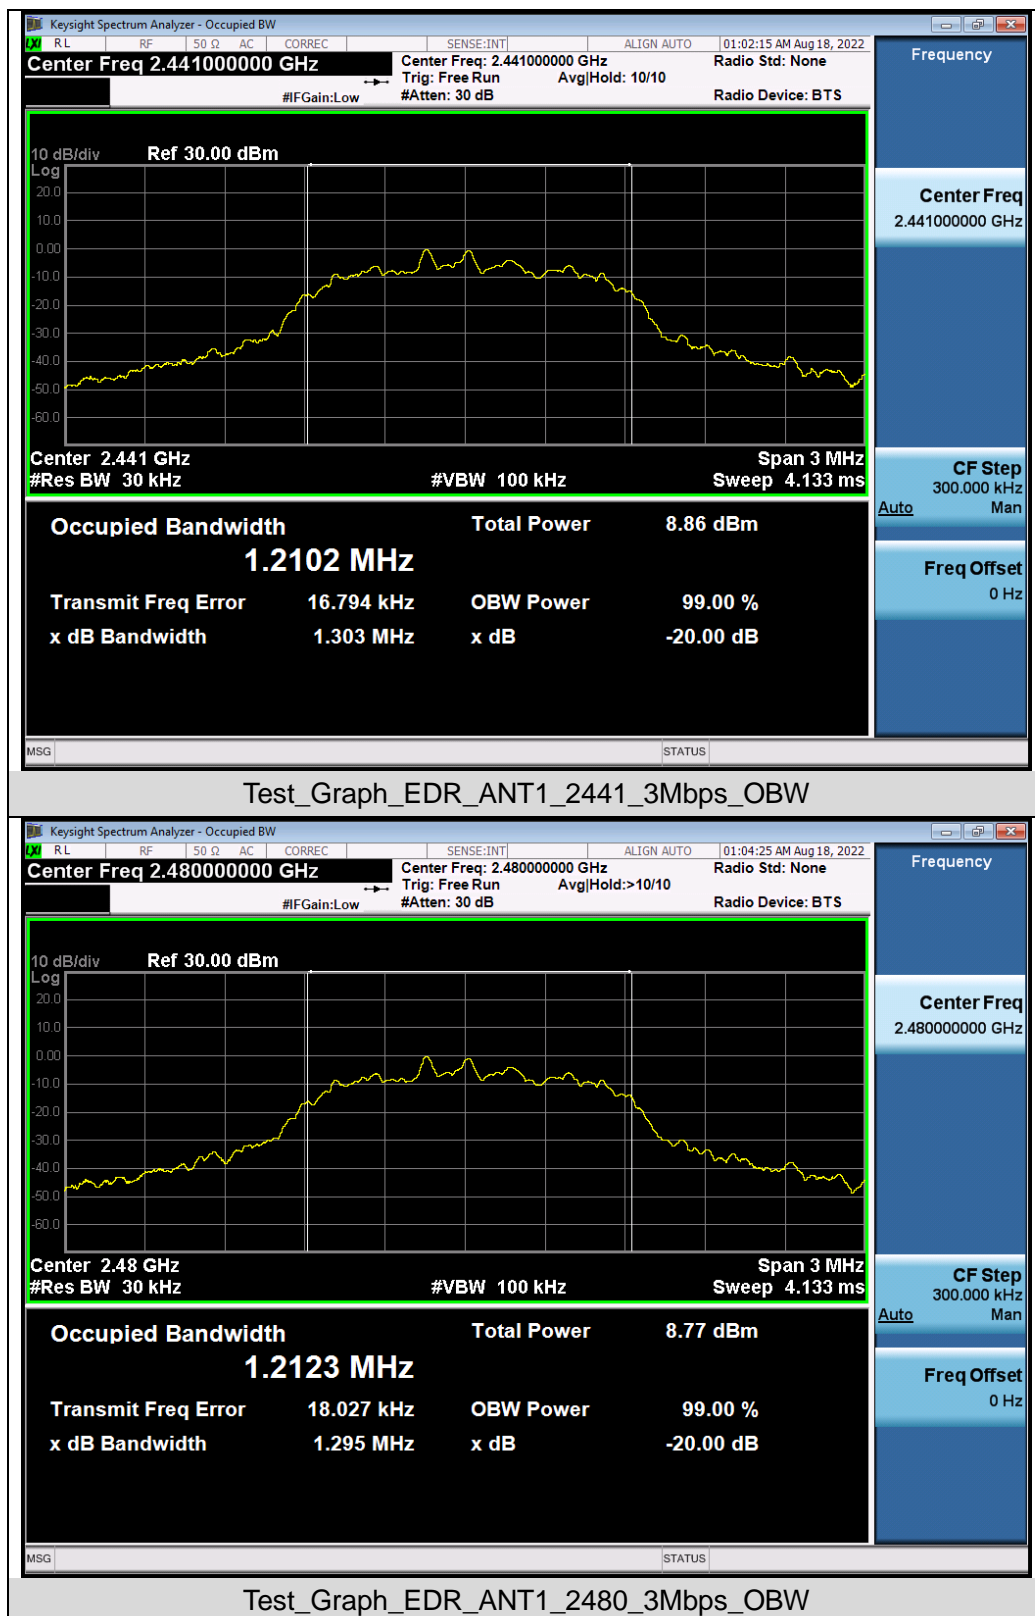 Keysight Spectrum Analyzer - Occupied BW
LXI RL RF 50 Ω AC CORREC SENSE:INT ALIGN AUTO 01:02:15 AM Aug 18, 2022
Center Freq 2.441000000 GHz
Center Freq: 2.441000000 GHz
Radio Std: None
Trig: Free Run Avg|Hold: 10/10
#IFGain:Low
#Atten: 30 dB
Radio Device: BTS
Frequency
10 dB/div Ref 30.00 dBm
Log
20.0
10.0
0.00
-10.0
-20.0
-30.0
-40.0
-50.0
-60.0
Center 2.441 GHz Span 3 MHz
#Res BW 30 kHz #VBW 100 kHz Sweep 4.133 ms
Center Freq
2.441000000 GHz
CF Step
300.000 kHz
Auto Man
Freq Offset
0 Hz
Occupied Bandwidth Total Power 8.86 dBm
1.2102 MHz
Transmit Freq Error 16.794 kHz OBW Power 99.00 %
x dB Bandwidth 1.303 MHz x dB -20.00 dB
MSG STATUS
Test_Graph_EDR_ANT1_2441_3Mbps_OBW
Keysight Spectrum Analyzer - Occupied BW
LXI RL RF 50 Ω AC CORREC SENSE:INT ALIGN AUTO 01:04:25 AM Aug 18, 2022
Center Freq 2.480000000 GHz
Center Freq: 2.480000000 GHz
Radio Std: None
Trig: Free Run Avg|Hold:>10/10
#IFGain:Low
#Atten: 30 dB
Radio Device: BTS
Frequency
10 dB/div Ref 30.00 dBm
Log
20.0
10.0
0.00
-10.0
-20.0
-30.0
-40.0
-50.0
-60.0
Center 2.48 GHz Span 3 MHz
#Res BW 30 kHz #VBW 100 kHz Sweep 4.133 ms
Center Freq
2.480000000 GHz
CF Step
300.000 kHz
Auto Man
Freq Offset
0 Hz
Occupied Bandwidth Total Power 8.77 dBm
1.2123 MHz
Transmit Freq Error 18.027 kHz OBW Power 99.00 %
x dB Bandwidth 1.295 MHz x dB -20.00 dB
MSG STATUS
Test_Graph_EDR_ANT1_2480_3Mbps_OBW